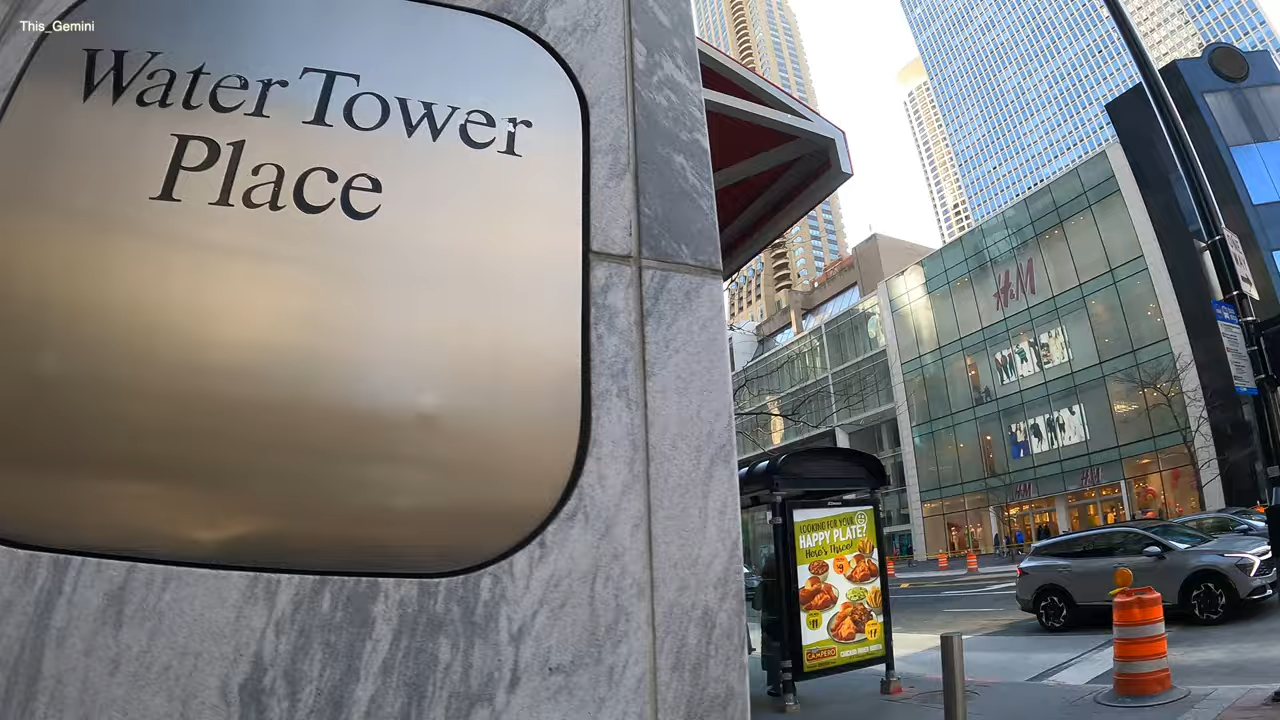 This_Gemini
Water Tower
Place
H&M
H&M
H&M
LOOKING FOR YOUR
HAPPY PLATE?
Here's Three!
CAMPERO